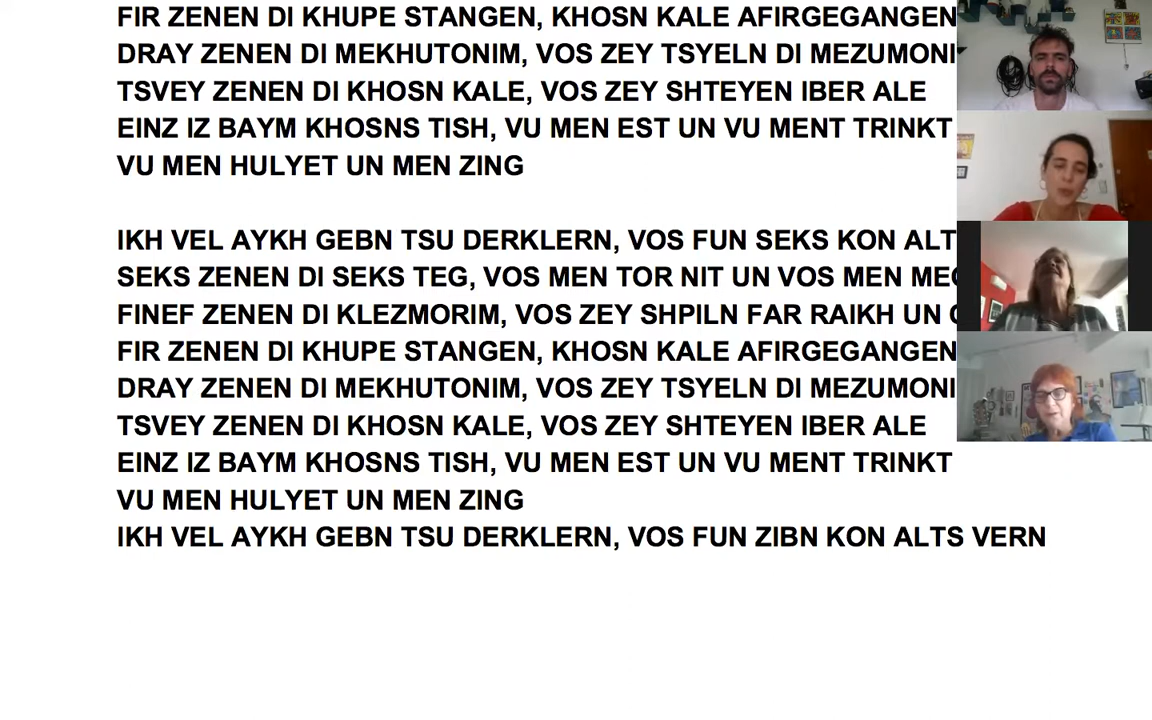 FIR ZENEN DI KHUPE STANGEN, KHOSN KALE AFIRGEGANGEN
DRAY ZENEN DI MEKHUTONIM, VOS ZEY TSYELN DI
TSVEY ZENEN DI KHOSN KALE, VOS ZEY SHTEYEN IBER ALE
EINZ IZ BAYM KHOSNS TISH, VU MEN EST UN VU MENT TRINKT
VU MEN HULYET UN MEN ZING
IKH VEL AYKH GEBN TSU DERKLERN, VOS FUN SEKS KON
SEKS ZENEN DI SEKS TEG, VOS MEN TOR NIT UN VOS MEN
FINEF ZENEN DI KLEZMORIM, VOS ZEY SHPILN FAR RAIKH UN
FIR ZENEN DI KHUPE STANGEN, KHOSN KALE AFIRGEGANGEN
DRAY ZENEN DI MEKHUTONIM, VOS ZEY TSYELN DI
TSVEY ZENEN DI KHOSN KALE, VOS ZEY SHTEYEN IBER ALE
EINZ IZ BAYM KHOSNS TISH, VU MEN EST UN VU MENT TRINKT
VU MEN HULYET UN MEN ZING
IKH VEL AYKH GEBN TSU DERKLERN, VOS FUN ZIBN KON ALTS VERN